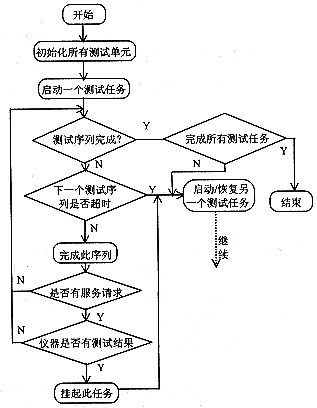 开始
初始化所有测试单元
启动一个测试任务
测试序列完成?
Y
完成所有测试任务
N
N
Y
下一个测试序
列是否超时
Y
启动/恢复另
一个测试任务
结束
N
完成此序列
继
续
N
是否有服务请求
Y
N
仪器是否有测试结果
Y
挂起此任务